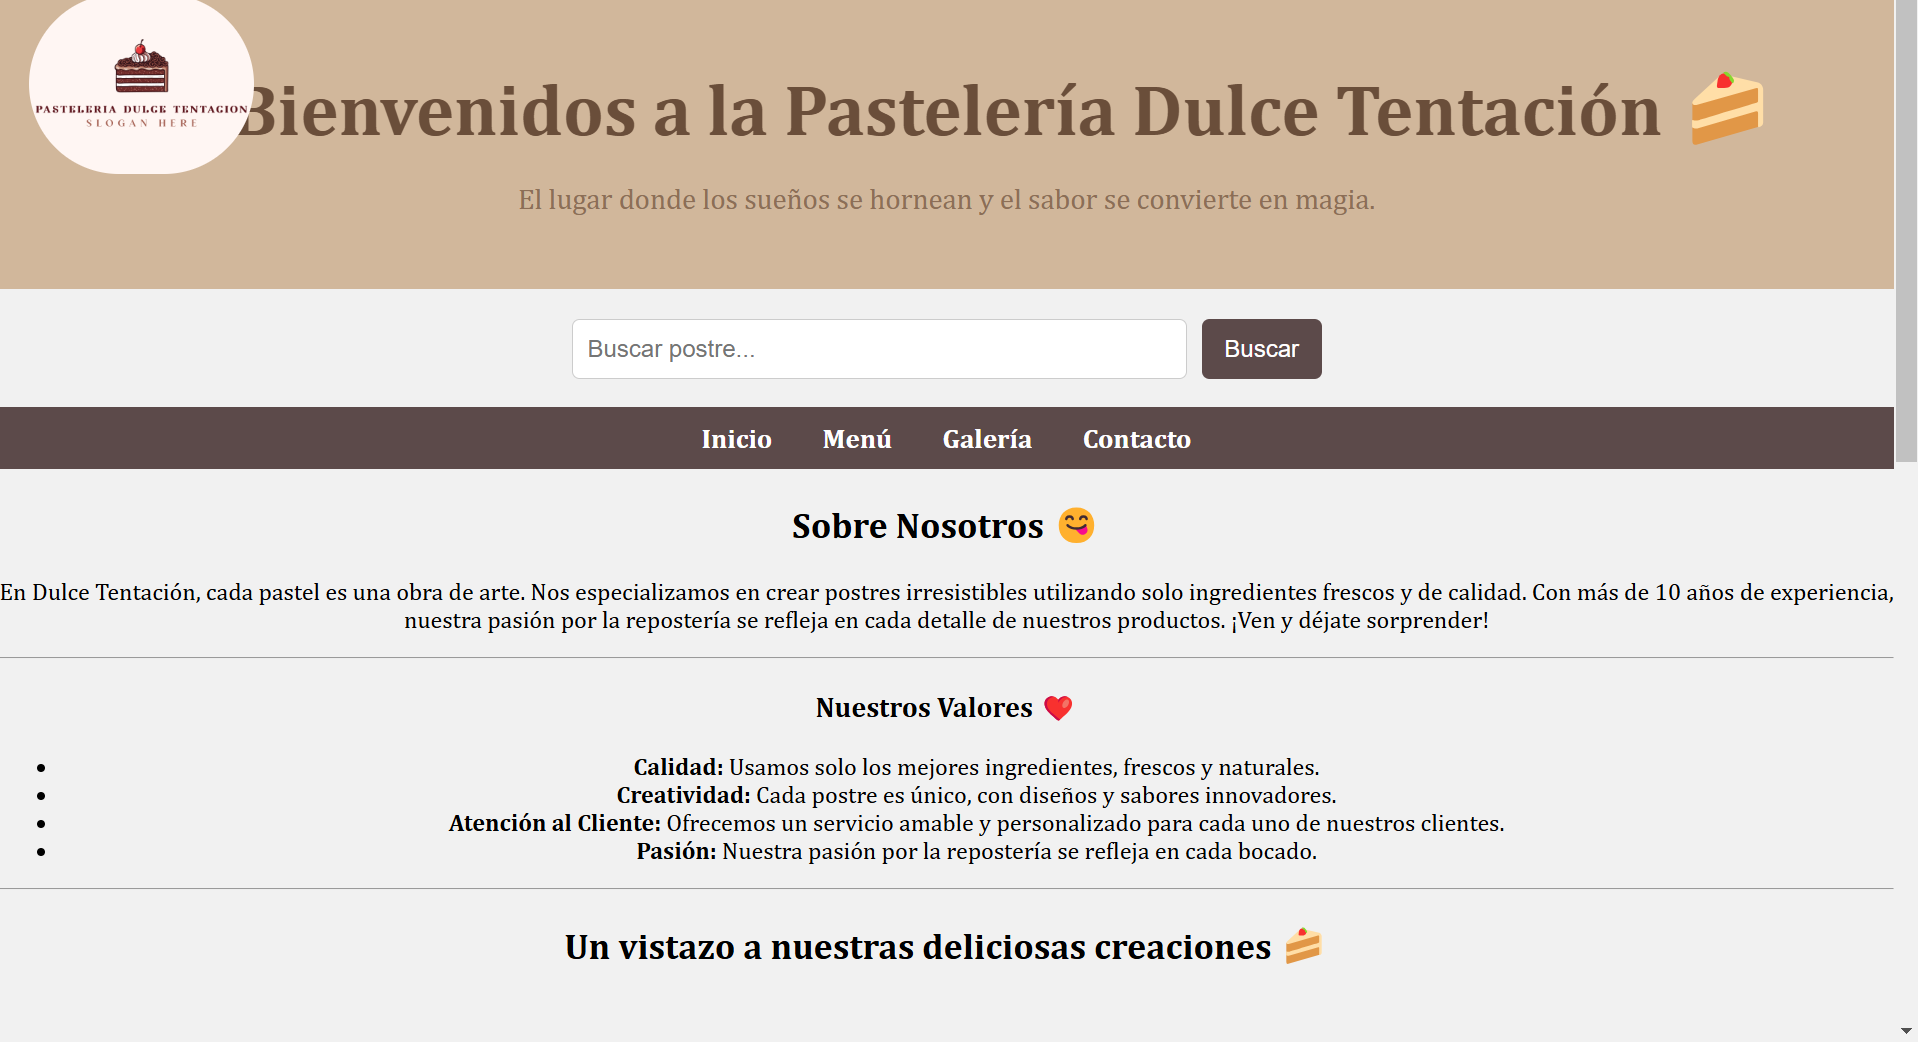 PASTELERIA DULCE TENTACION
SLOGAN HERE
Bienvenidos a la Pastelería Dulce Tentación 🍰
El lugar donde los sueños se hornean y el sabor se convierte en magia.
Buscar postre... Buscar
Inicio Menú Galería Contacto
Sobre Nosotros 😋
En Dulce Tentación, cada pastel es una obra de arte. Nos especializamos en crear postres irresistibles utilizando solo ingredientes frescos y de calidad. Con más de 10 años de experiencia,
nuestra pasión por la repostería se refleja en cada detalle de nuestros productos. ¡Ven y déjate sorprender!
Nuestros Valores ❤️
• Calidad: Usamos solo los mejores ingredientes, frescos y naturales.
• Creatividad: Cada postre es único, con diseños y sabores innovadores.
• Atención al Cliente: Ofrecemos un servicio amable y personalizado para cada uno de nuestros clientes.
• Pasión: Nuestra pasión por la repostería se refleja en cada bocado.
Un vistazo a nuestras deliciosas creaciones 🍰